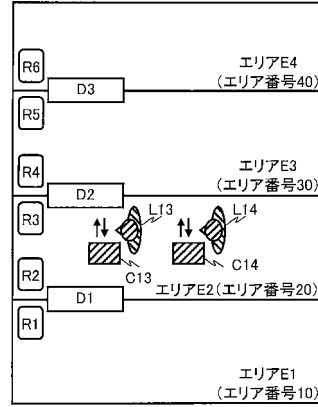 R6
エリアE4
D3
(エリア番号40)
R5
R4
エリアE3
D2
(エリア番号30)
R3
L13
L14
R2
C13
C14
D1
エリアE2(エリア番号20)
R1
エリアE1
(エリア番号10)